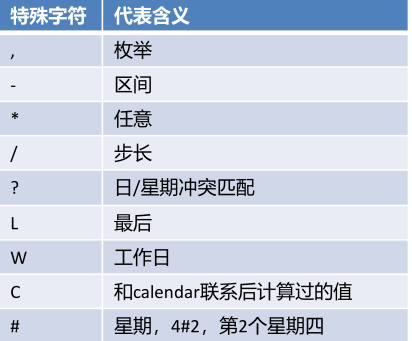 特殊字符 代表含义
, 枚举
- 区间
* 任意
/ 步长
? 日/星期冲突匹配
L 最后
W 工作日
C 和calendar联系后计算过的值
# 星期，4#2，第2个星期四